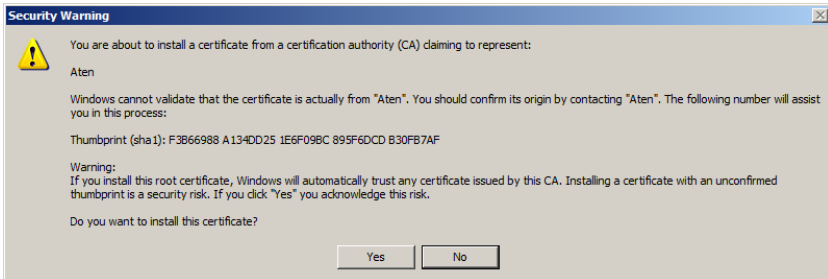 Security Warning
You are about to install a certificate from a certification authority (CA) claiming to represent:
Aten
Windows cannot validate that the certificate is actually from "Aten". You should confirm its origin by contacting "Aten". The following number will assist
you in this process:
Thumbprint (sha1): F3B66988 A134DD25 1E6F09BC 895F6DCD B30FB7AF
Warning:
If you install this root certificate, Windows will automatically trust any certificate issued by this CA. Installing a certificate with an unconfirmed
thumbprint is a security risk. If you click "Yes" you acknowledge this risk.
Do you want to install this certificate?
Yes No